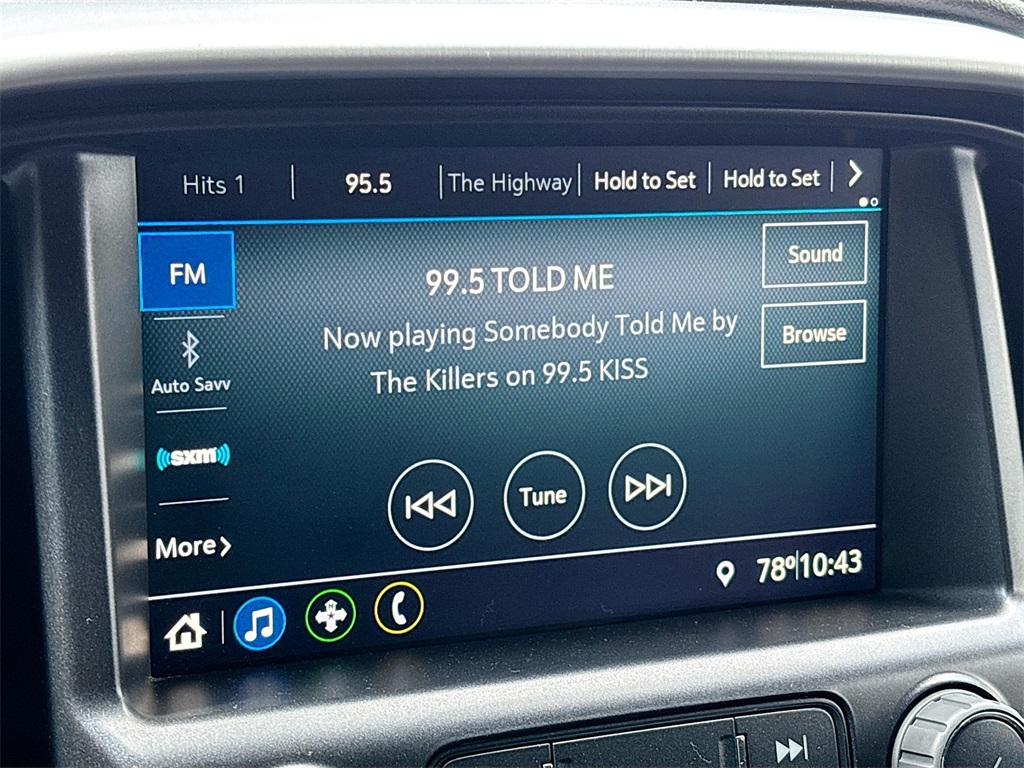 Hits 1 95.5 The Highway Hold to Set Hold to Set
FM
99.5 TOLD ME
Sound
Now playing Somebody Told Me by
The Killers on 99.5 KISS
Browse
Auto Savv
sxm
Tune
More
78° 10:43